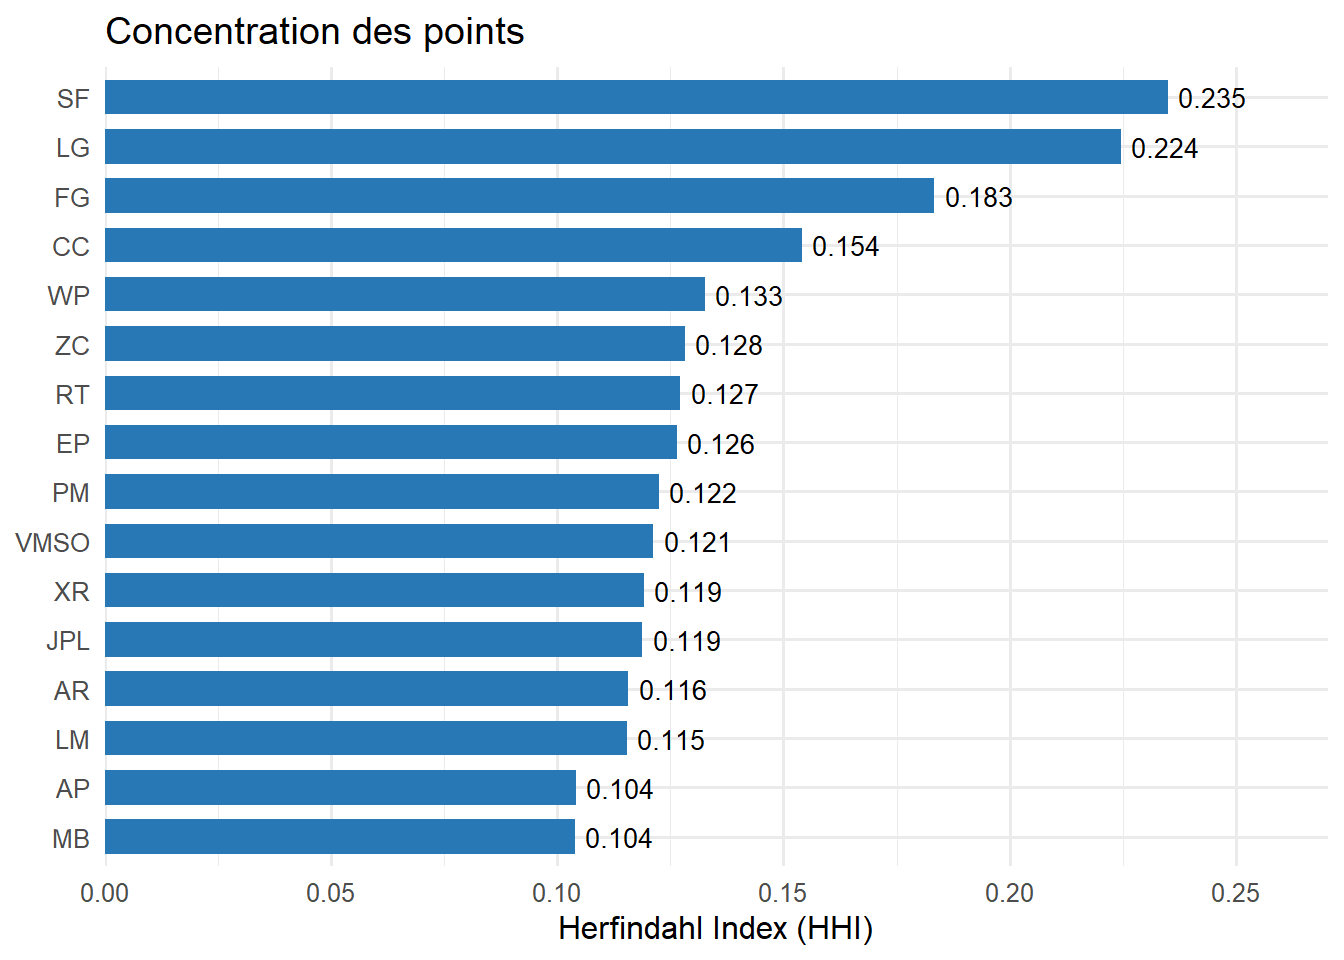 Concentration des points
SF 0.235
LG 0.224
FG 0.183
CC 0.154
WP 0.133
ZC 0.128
RT 0.127
EP 0.126
PM 0.122
VMSO 0.121
XR 0.119
JPL 0.119
AR 0.116
LM 0.115
AP 0.104
MB 0.104
0.00 0.05 0.10 0.15 0.20 0.25
Herfindahl Index (HHI)